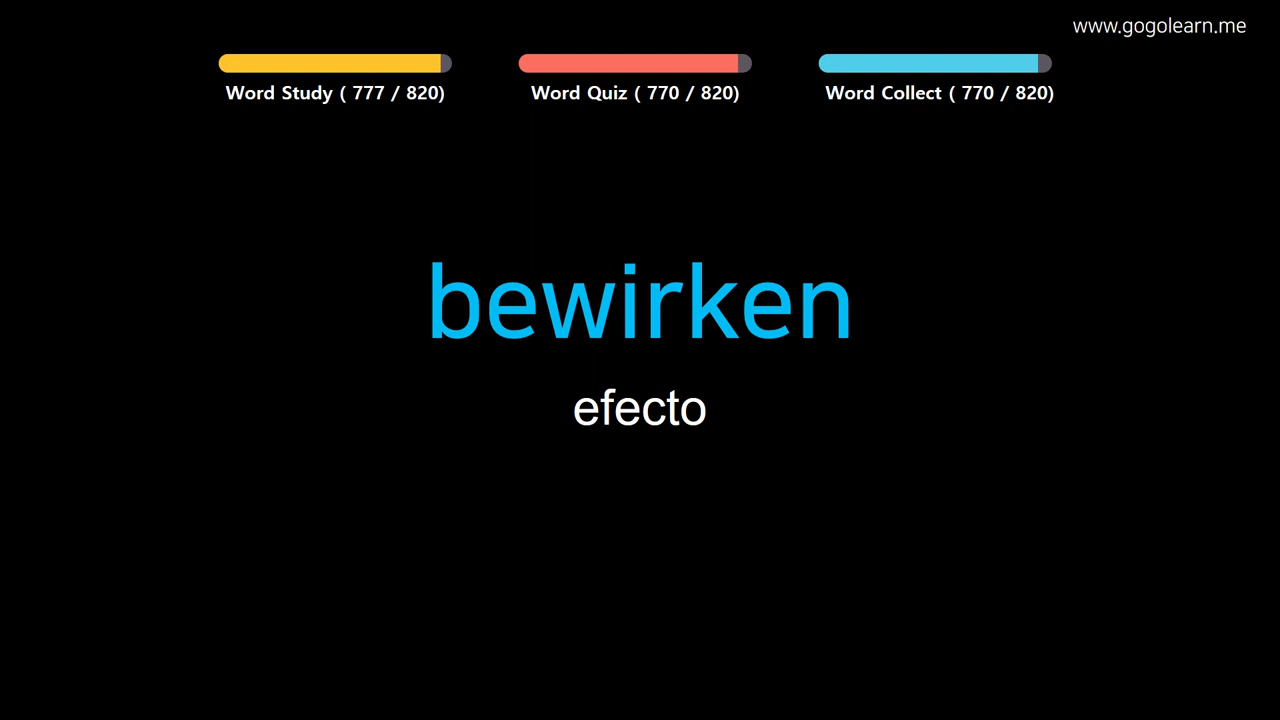 www.gogolearn.me
Word Study ( 777 / 820)
Word Quiz ( 770 / 820)
Word Collect ( 770 / 820)
bewirken
efecto